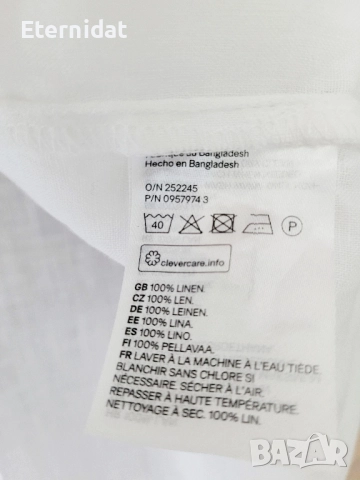 Eternidat
Bangladesh
Hecho en Bangladesh
O/N 252245
P/N 0957974 3
40
P
clevercare.info
GB 100% LINEN.
CZ 100% LEN.
DE 100% LEINEN.
EE 100% LINA.
ES 100% LINO.
FI 100% PELLAVAA.
FR LAVER À LA MACHINE À L'EAU TIÈDE.
BLANCHIR SANS CHLORE SI
NÉCESSAIRE. SÉCHER À L'AIR.
REPASSER À HAUTE TEMPÉRATURE.
NETTOYAGE À SEC. 100% LIN.
BAZAR